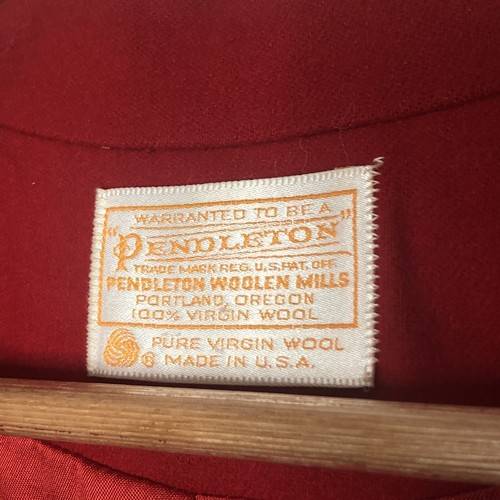 WARRANTED TO BE A
"PENDLETON"
TRADE MARK REG. U.S. PAT. OFF.
PENDLETON WOOLEN MILLS
PORTLAND, OREGON
100% VIRGIN WOOL
® PURE VIRGIN WOOL
MADE IN U.S.A.